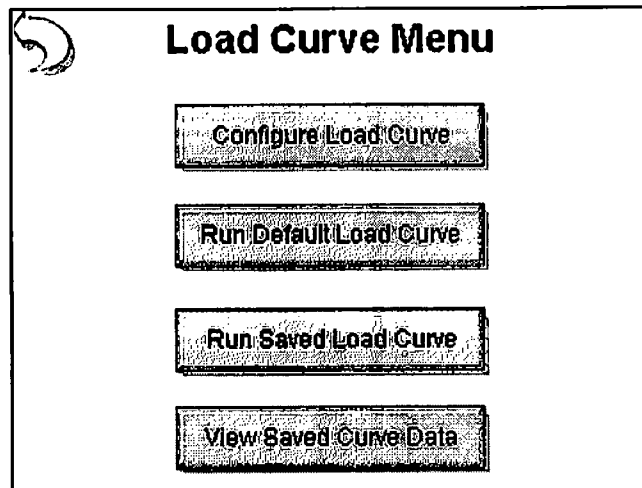 Load Curve Menu
Configure Load Curve
Run Default Load Curve
Run Saved Load Curve
View Saved Curve Data